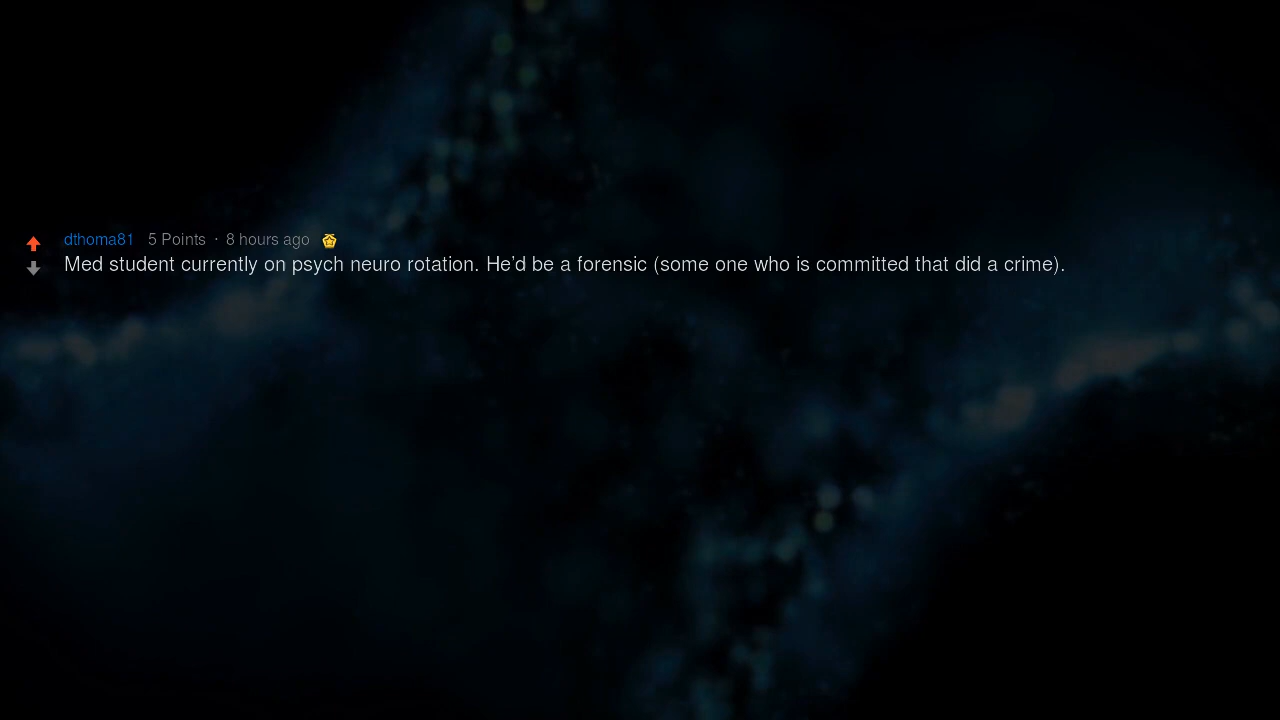 dthoma81 5 Points · 8 hours ago
Med student currently on psych neuro rotation. He'd be a forensic (some one who is committed that did a crime).